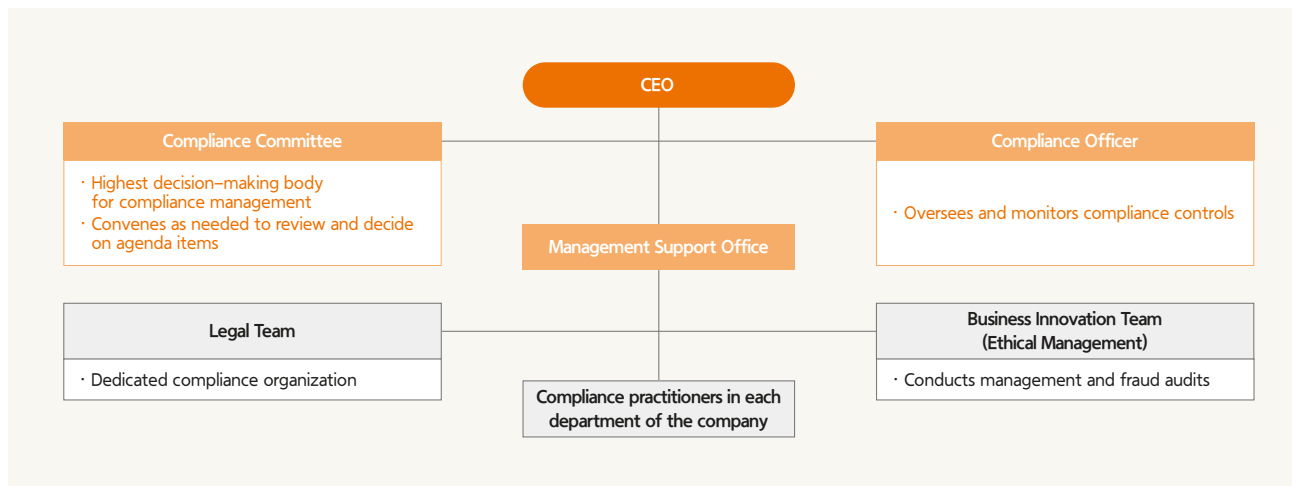 CEO
Compliance Committee
· Highest decision-making body
for compliance management
· Convenes as needed to review and decide
on agenda items
Compliance Officer
· Oversees and monitors compliance controls
Management Support Office
Legal Team
· Dedicated compliance organization
Business Innovation Team
(Ethical Management)
· Conducts management and fraud audits
Compliance practitioners in each
department of the company